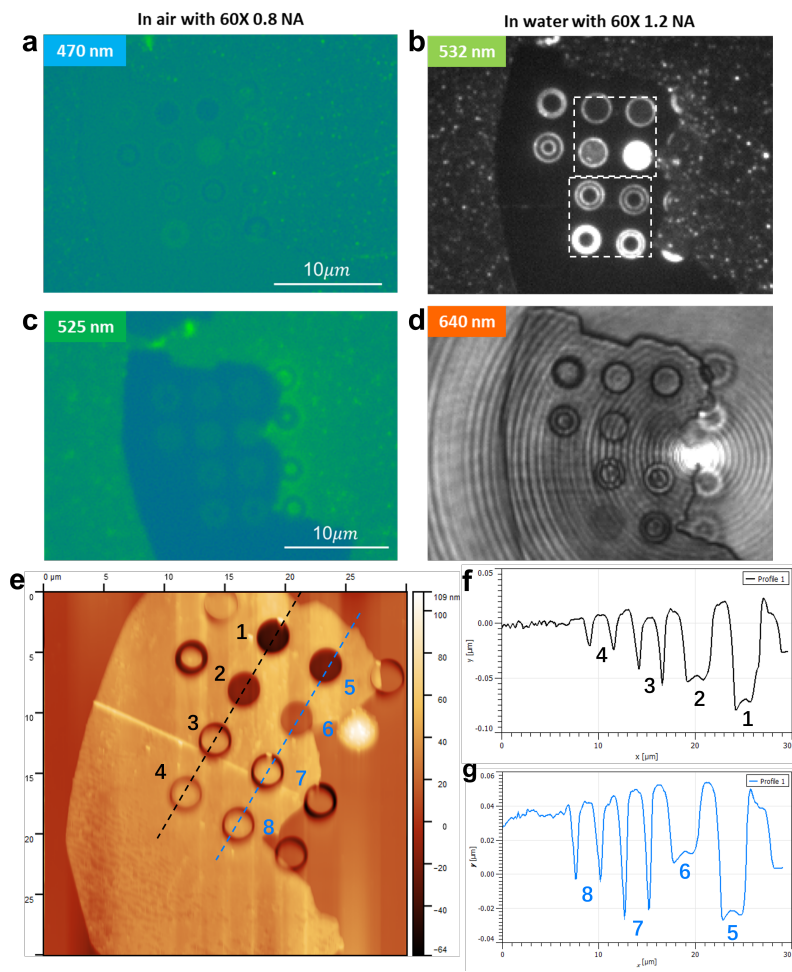 In air with 60X 0.8 NA
In water with 60X 1.2 NA
a
470 nm
10μm
b
532 nm
c
525 nm
10μm
d
640 nm
e
0 μm
5
10
15
20
25
0
5
10
15
20
25
1
2
3
4
5
6
7
8
109 nm
100
80
60
40
20
0
−20
−40
−64
f
Profile 1
0.05
0.00
-0.05
-0.10
y [μm]
4
3
2
1
0
10
20
30
x [μm]
g
Profile 1
0.06
0.04
0.02
0.00
-0.02
-0.04
[μm]
8
7
6
5
0
10
20
30
[μm]